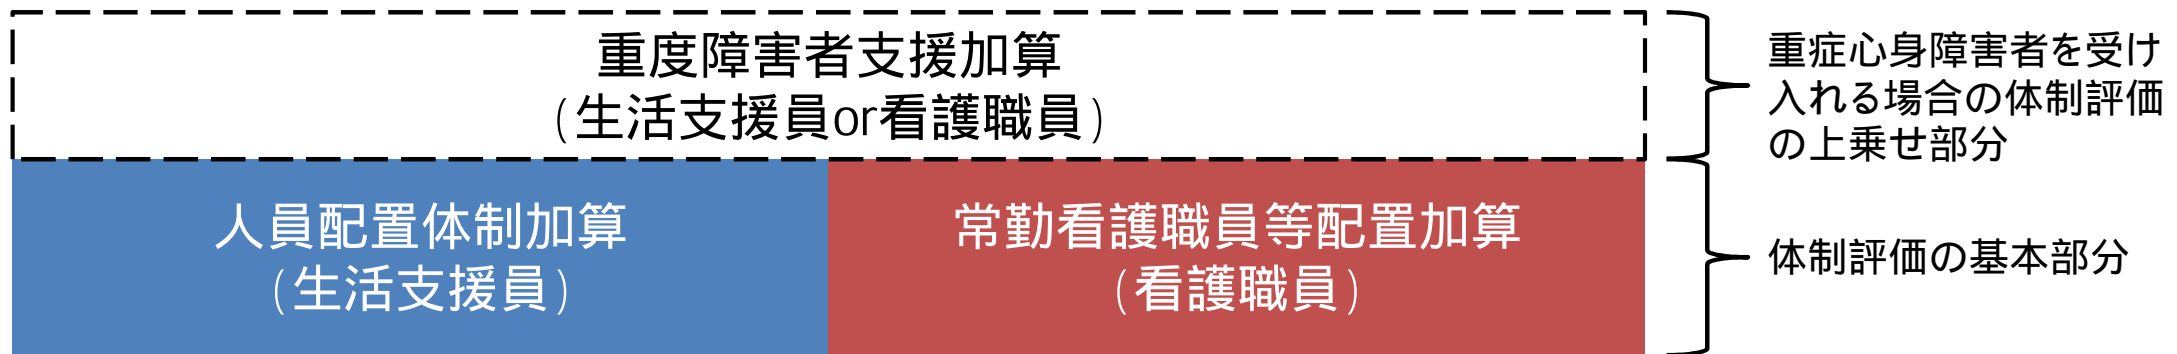 重度障害者支援加算
（生活支援員or看護職員）
重症心身障害者を受け
入れる場合の体制評価
の上乗せ部分
人員配置体制加算
（生活支援員）
常勤看護職員等配置加算
（看護職員）
体制評価の基本部分